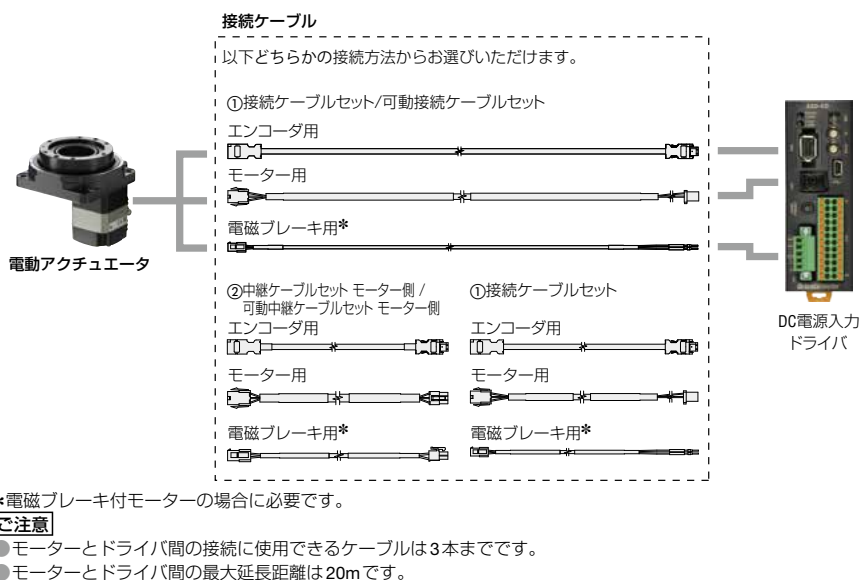 接続ケーブル
以下どちらかの接続方法からお選びいただけます。
①接続ケーブルセット/可動接続ケーブルセット
エンコーダ用
モーター用
電磁ブレーキ用*
電動アクチュエータ
②中継ケーブルセット モーター側 /
可動中継ケーブルセット モーター側
エンコーダ用
モーター用
電磁ブレーキ用*
①接続ケーブルセット
エンコーダ用
モーター用
電磁ブレーキ用*
DC電源入力
ドライバ
*電磁ブレーキ付モーターの場合に必要です。
ご注意
●モーターとドライバ間の接続に使用できるケーブルは3本までです。
●モーターとドライバ間の最大延長距離は20mです。